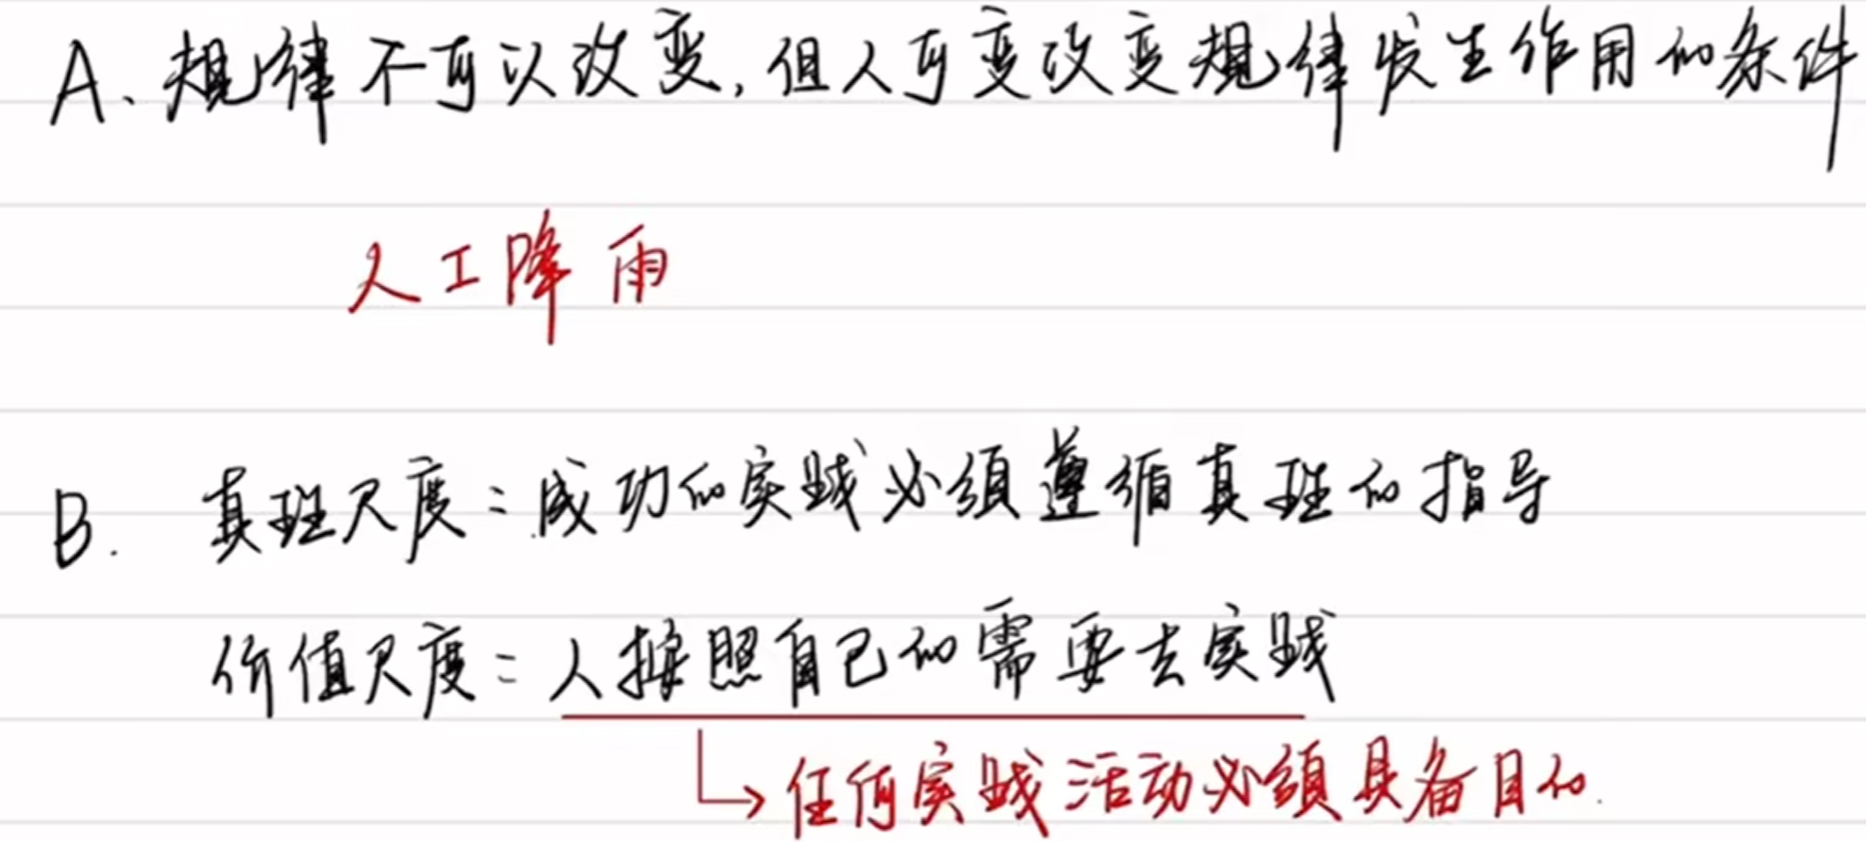 A、规律不可以改变，但人可变改变规律发生作用的条件
人工降雨
B. 真理尺度：成功的实践必须遵循真理的指导
价值尺度：人按照自己的需要去实践
↳任何实践活动必须具备目的.